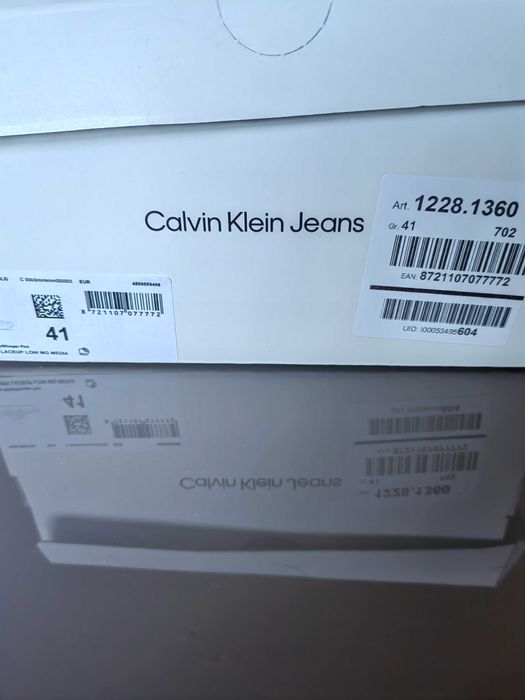 Calvin Klein Jeans
Art. 1228.1360
Gr. 41 702
EAN: 8721107077772
UID: I00053495604
EUR
8 721107 077772
41
LACEUP LOW MG MEDIA